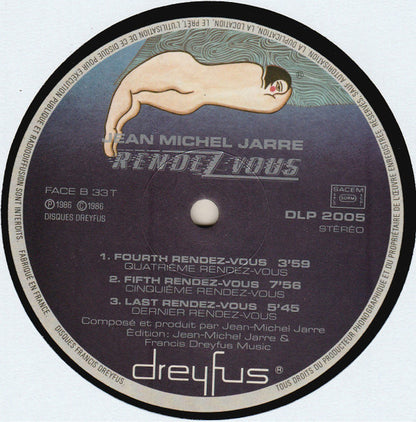 DISQUES DREYFUS
FABRIQUÉ EN FRANCE
JEAN MICHEL JARRE
RENDEZ-VOUS
FACE B 33 T
℗ 1986 © 1986
DISQUES DREYFUS
SACEM
SDRM
DLP 2005
STÉRÉO
1. FOURTH RENDEZ-VOUS 3'59
QUATRIÈME RENDEZ-VOUS
2. FIFTH RENDEZ-VOUS 7'56
CINQUIÈME RENDEZ-VOUS
3. LAST RENDEZ-VOUS 5'45
DERNIER RENDEZ-VOUS
Composé et produit par Jean-Michel Jarre
Édition: Jean-Michel Jarre &
Francis Dreyfus Music
dreyfus®
TOUS DROITS DU PRODUCTEUR PHONOGRAPHIQUE ET DU PROPRIÉTAIRE DE L'ŒUVRE ENREGISTRÉE RÉSERVÉS SAUF AUTORISATION. LA DUPLICATION, LA LOCATION, LE PRÊT, L'UTILISATION DE CE DISQUE POUR EXÉCUTION PUBLIQUE ET RADIODIFFUSION SONT INTERDITS.